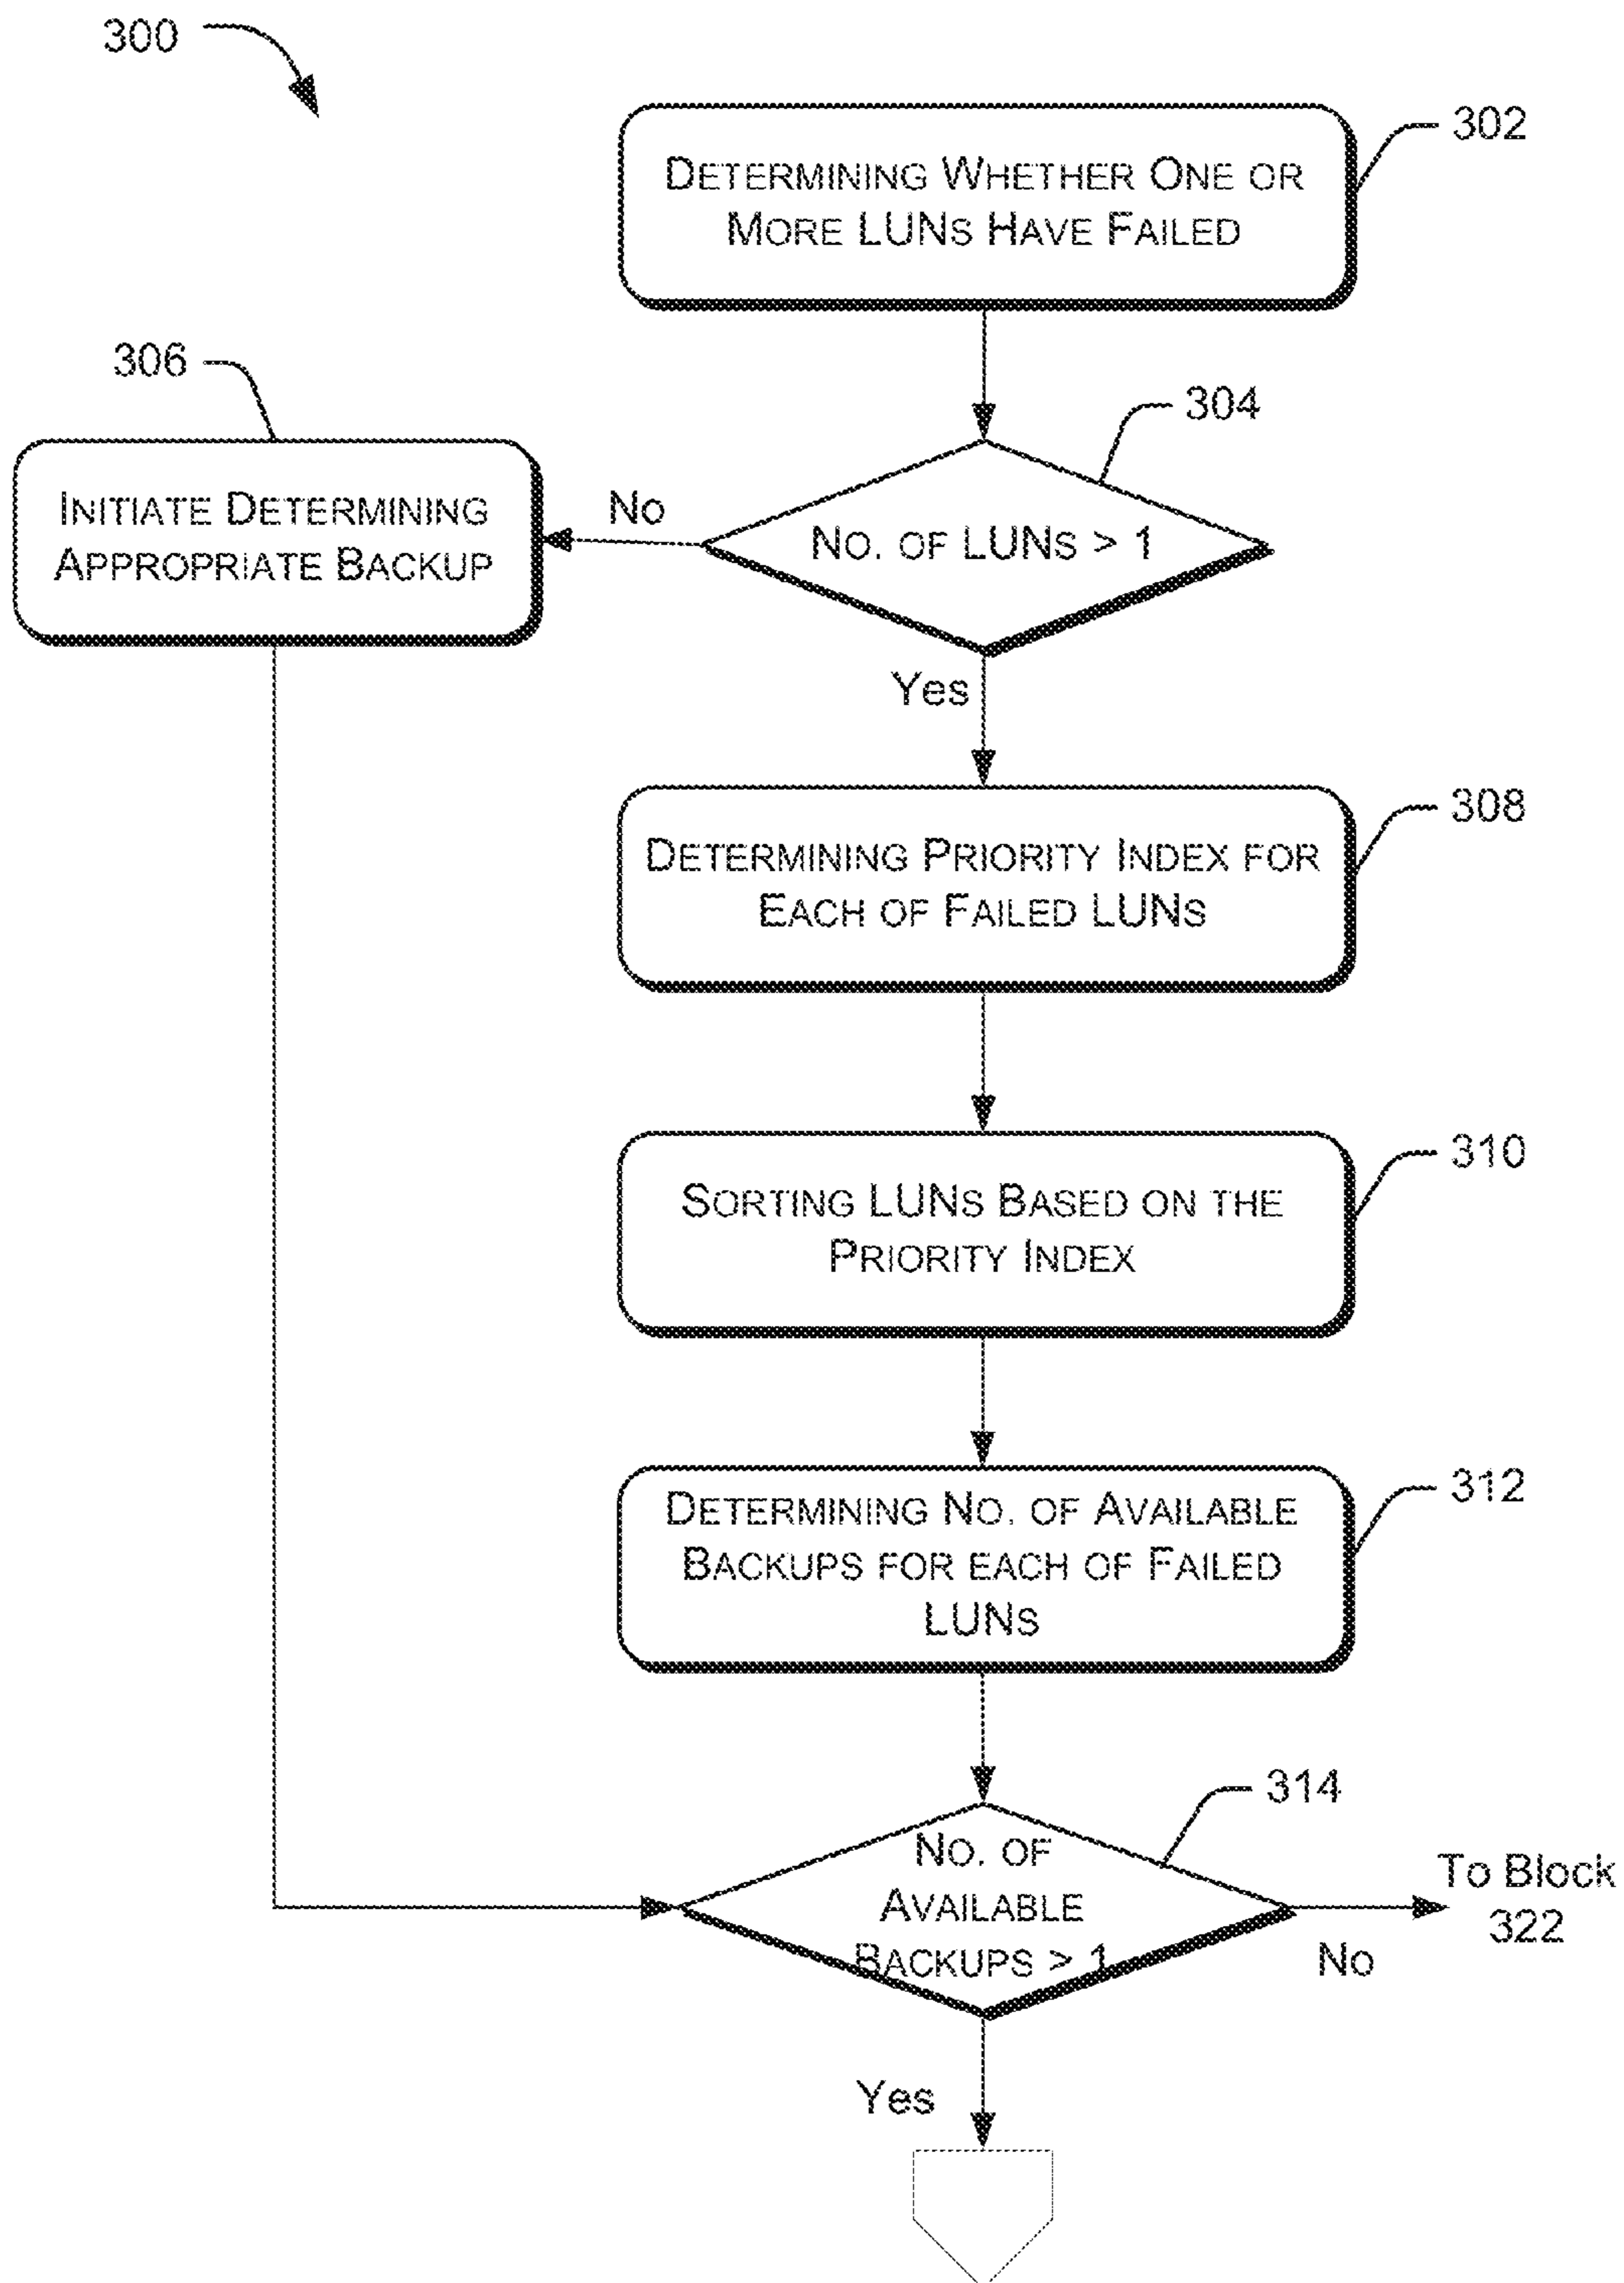 300
302
DETERMINING WHETHER ONE OR
MORE LUNS HAVE FAILED
306
304
INITIATE DETERMINING
APPROPRIATE BACKUP
No
NO. OF LUNS > 1
Yes
308
DETERMINING PRIORITY INDEX FOR
EACH OF FAILED LUNS
310
SORTING LUNS BASED ON THE
PRIORITY INDEX
312
DETERMINING NO. OF AVAILABLE
BACKUPS FOR EACH OF FAILED
LUNS
314
NO. OF
AVAILABLE
BACKUPS > 1
To Block
322
No
Yes